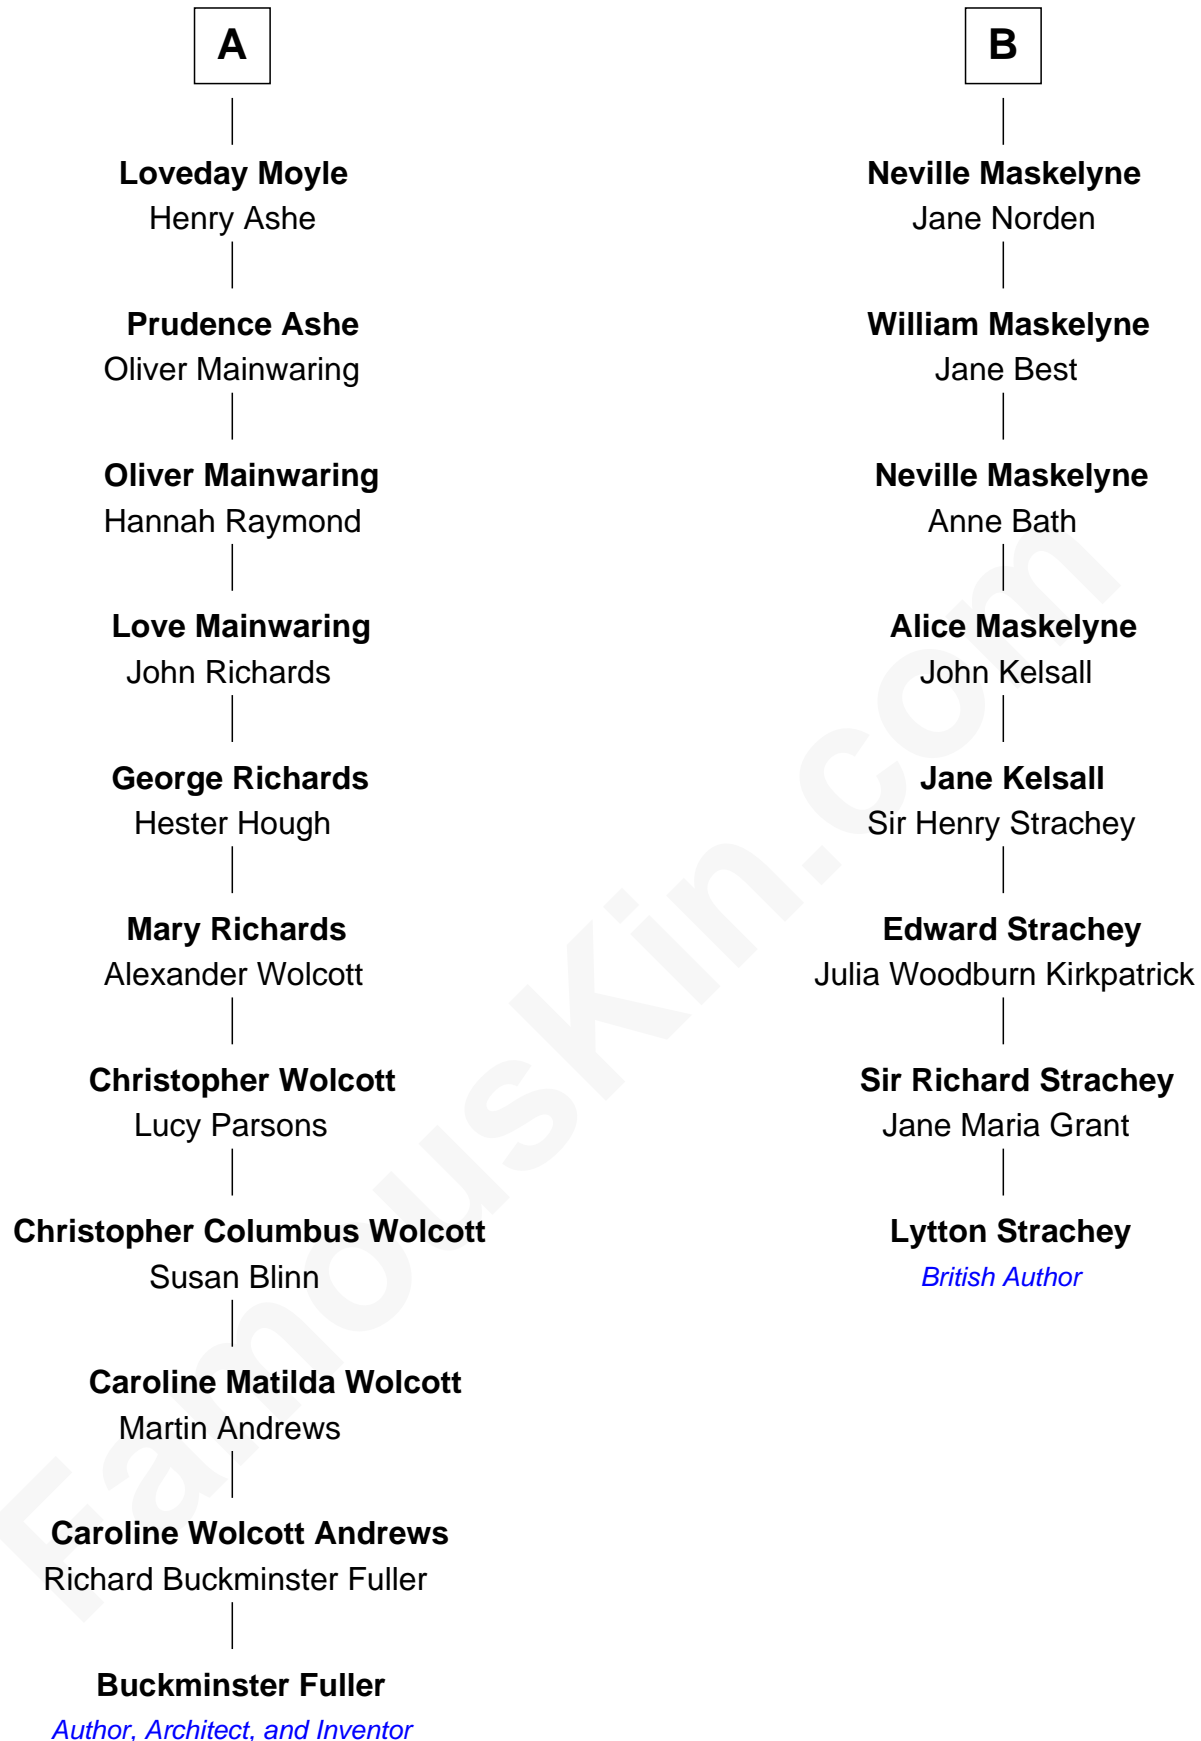 A
Loveday Moyle
Henry Ashe
Prudence Ashe
Oliver Mainwaring
Oliver Mainwaring
Hannah Raymond
Love Mainwaring
John Richards
George Richards
Hester Hough
Mary Richards
Alexander Wolcott
Christopher Wolcott
Lucy Parsons
Christopher Columbus Wolcott
Susan Blinn
Caroline Matilda Wolcott
Martin Andrews
Caroline Wolcott Andrews
Richard Buckminster Fuller
Buckminster Fuller
Author, Architect, and Inventor
B
Neville Maskelyne
Jane Norden
William Maskelyne
Jane Best
Neville Maskelyne
Anne Bath
Alice Maskelyne
John Kelsall
Jane Kelsall
Sir Henry Strachey
Edward Strachey
Julia Woodburn Kirkpatrick
Sir Richard Strachey
Jane Maria Grant
Lytton Strachey
British Author
FamousKin.com